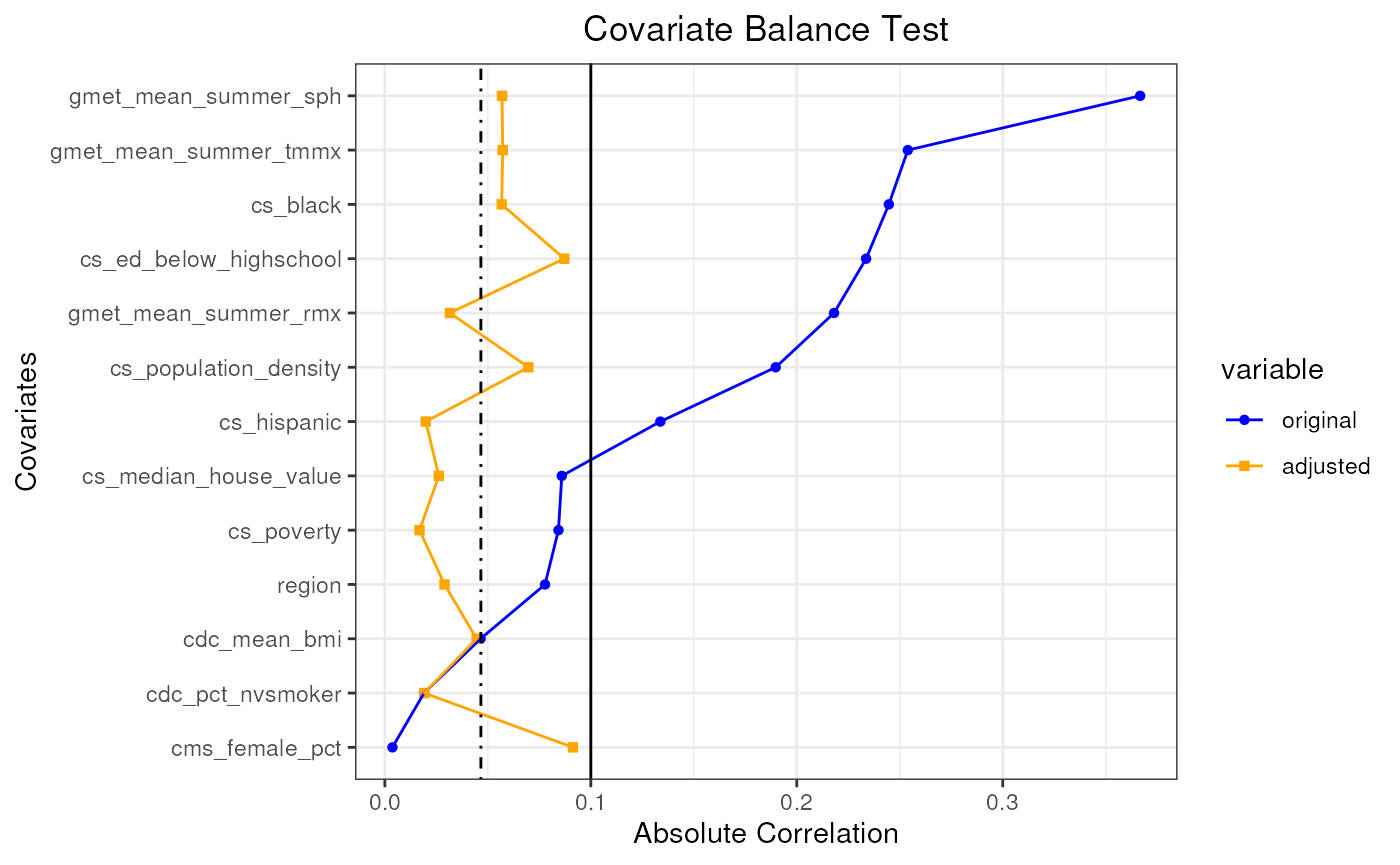 Covariate Balance Test
Covariates
gmet_mean_summer_sph
gmet_mean_summer_tmmx
cs_black
cs_ed_below_highschool
gmet_mean_summer_rmx
cs_population_density
cs_hispanic
cs_median_house_value
cs_poverty
region
cdc_mean_bmi
cdc_pct_nvsmoker
cms_female_pct
0.0 0.1 0.2 0.3
Absolute Correlation
variable
original
adjusted